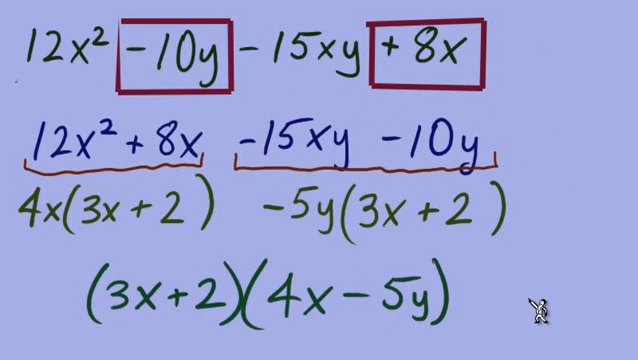 12x² - 10y - 15xy + 8x
12x² + 8x - 15xy - 10y
4x(3x + 2) - 5y(3x + 2)
(3x + 2)(4x - 5y)